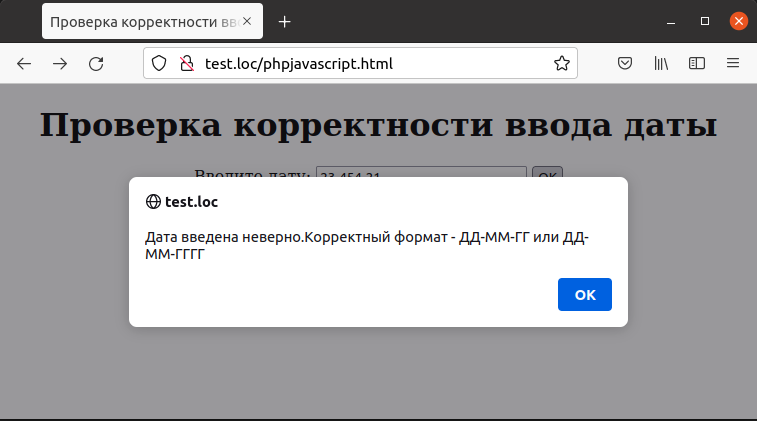 Проверка корректности вво
test.loc/phpjavascript.html
Проверка корректности ввода даты
Введите дату: 23-454-21 OK
test.loc
Дата введена неверно.Корректный формат - ДД-ММ-ГГ или ДД-
ММ-ГГГГ
OK